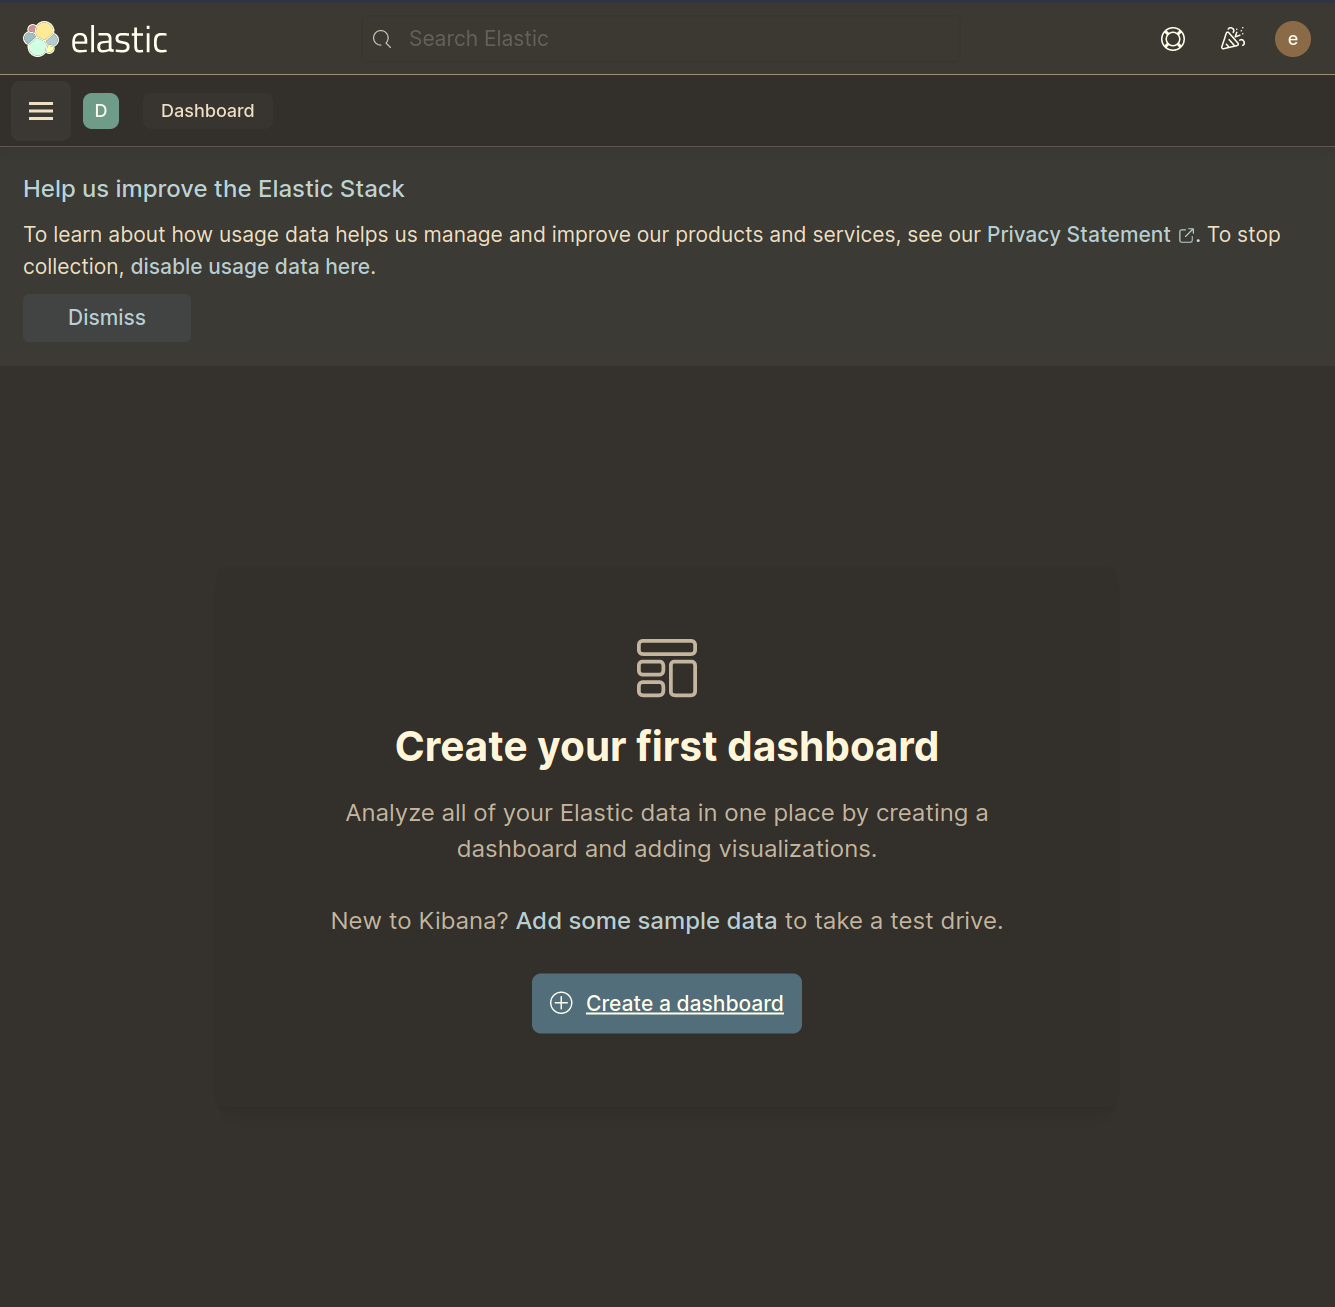 elastic
Search Elastic
e
D
Dashboard
Help us improve the Elastic Stack
To learn about how usage data helps us manage and improve our products and services, see our Privacy Statement. To stop
collection, disable usage data here.
Dismiss
Create your first dashboard
Analyze all of your Elastic data in one place by creating a
dashboard and adding visualizations.
New to Kibana? Add some sample data to take a test drive.
Create a dashboard